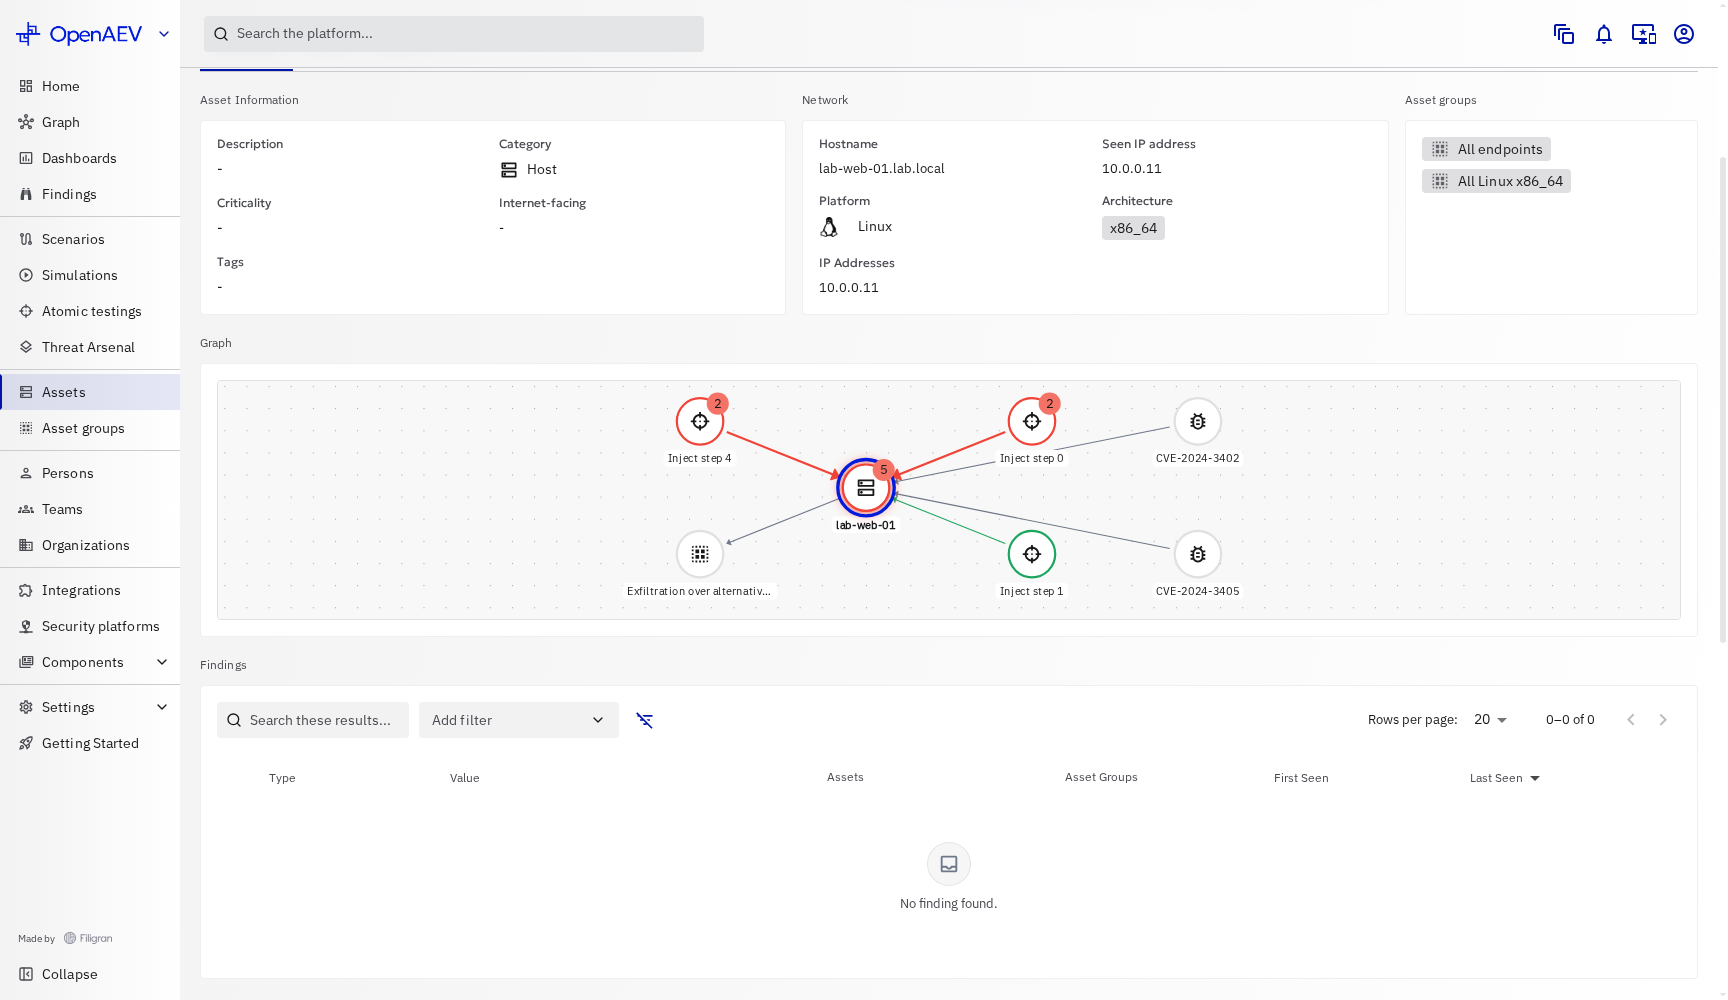 OpenAEV
Search the platform...
Home
Graph
Dashboards
Findings
Scenarios
Simulations
Atomic testings
Threat Arsenal
Assets
Asset groups
Persons
Teams
Organizations
Integrations
Security platforms
Components
Settings
Getting Started
Made by Filigran
Collapse
Asset Information
Description
-
Category
Host
Criticality
-
Internet-facing
-
Tags
-
Network
Hostname
lab-web-01.lab.local
Seen IP address
10.0.0.11
Platform
Linux
Architecture
x86_64
IP Addresses
10.0.0.11
Asset groups
All endpoints
All Linux x86_64
Graph
2
Inject step 4
2
Inject step 0
CVE-2024-3402
5
lab-web-01
Exfiltration over alternativ...
Inject step 1
CVE-2024-3405
Findings
Search these results...
Add filter
Rows per page: 20
0–0 of 0
Type
Value
Assets
Asset Groups
First Seen
Last Seen
No finding found.